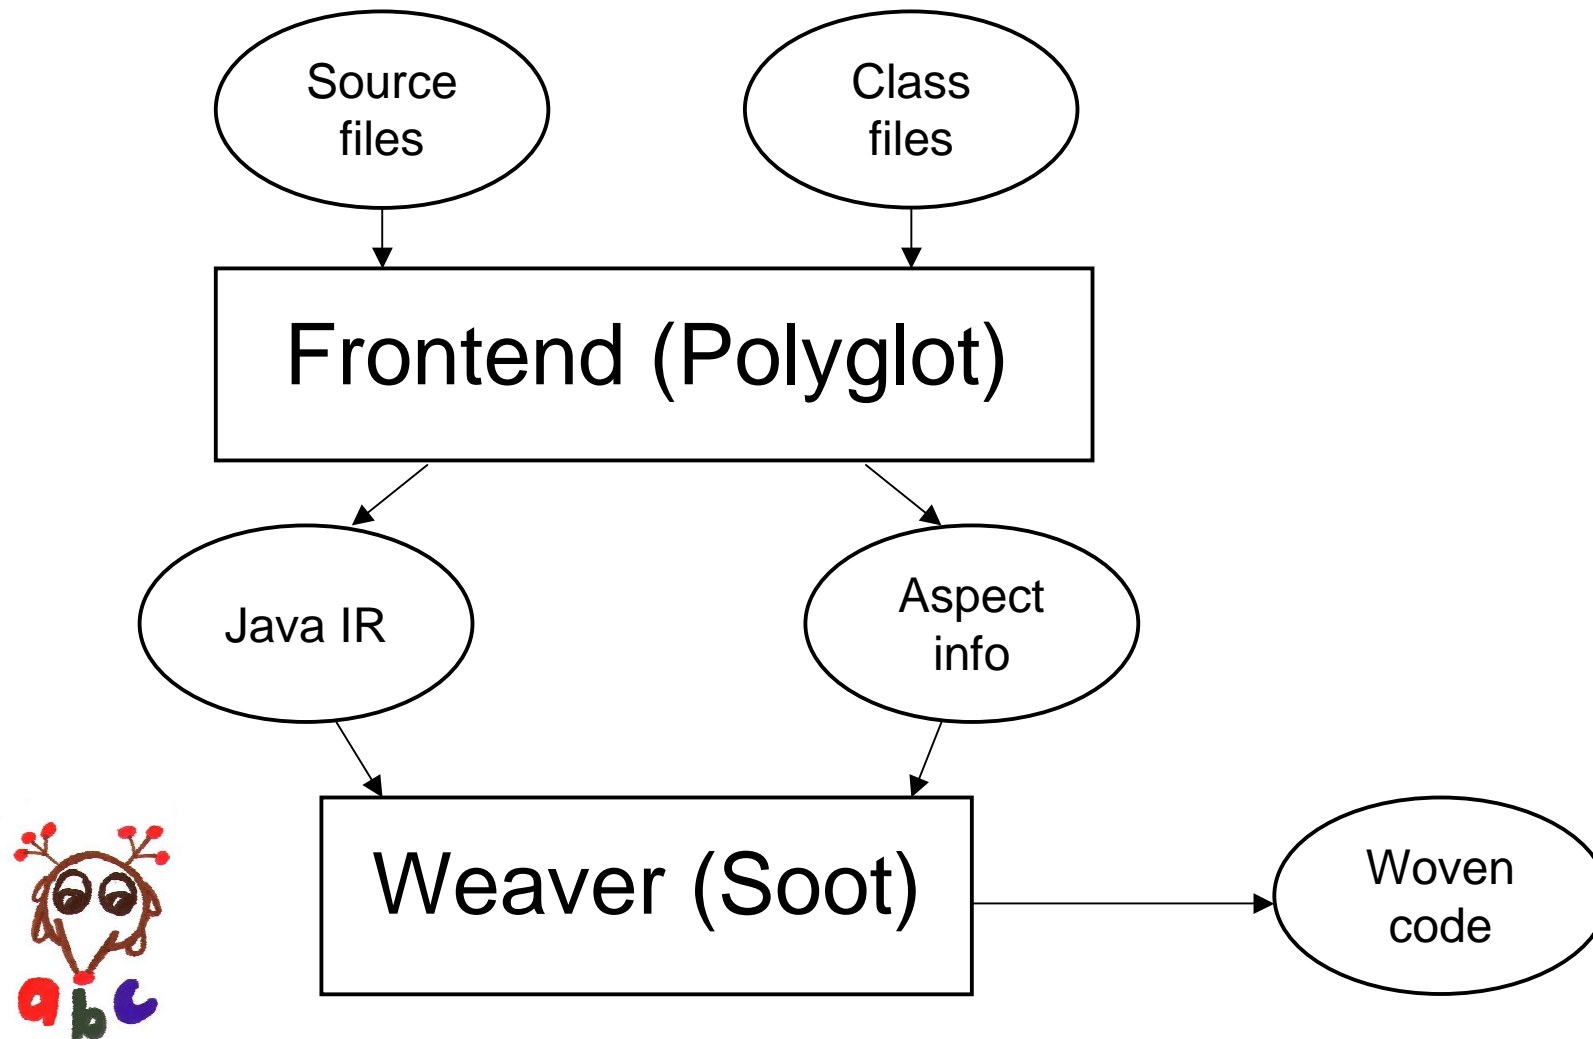 Source
files
Class
files
Frontend (Polyglot)
Java IR
Aspect
info
Weaver (Soot)
Woven
code
abc